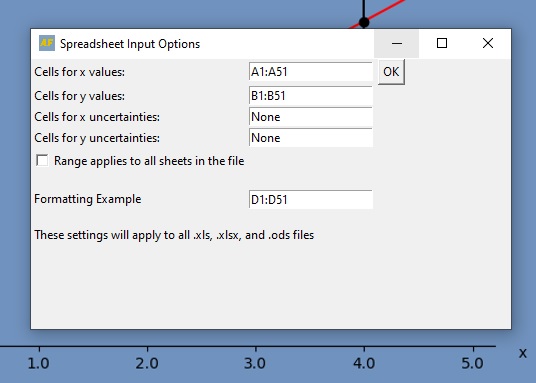 AF Spreadsheet Input Options
Cells for x values: A1:A51 OK
Cells for y values: B1:B51
Cells for x uncertainties: None
Cells for y uncertainties: None
Range applies to all sheets in the file
Formatting Example D1:D51
These settings will apply to all .xls, .xlsx, and .ods files
x
1.0 2.0 3.0 4.0 5.0